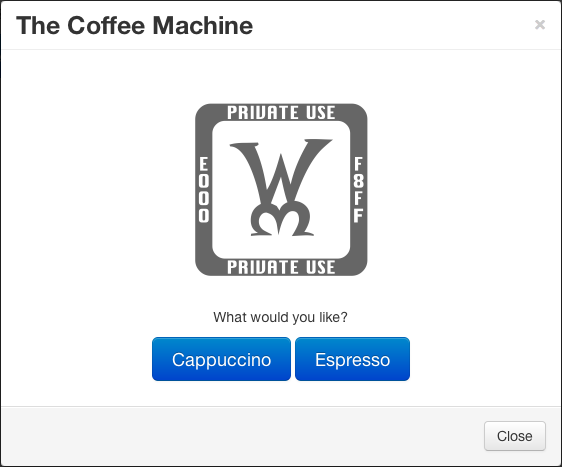 The Coffee Machine
×
PRIVATE USE
E000
F8FF
PRIVATE USE
What would you like?
Cappuccino
Espresso
Close